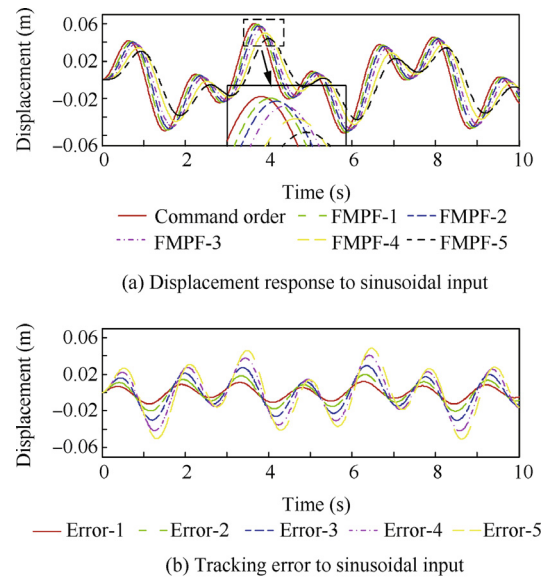 0.06
0.02
−0.02
−0.06
Displacement (m)
0 2 4 6 8 10
Time (s)
Command order FMPF-1 FMPF-2
FMPF-3 FMPF-4 FMPF-5
(a) Displacement response to sinusoidal input
0.06
0.02
−0.02
−0.06
Displacement (m)
0 2 4 6 8 10
Time (s)
Error-1 Error-2 Error-3 Error-4 Error-5
(b) Tracking error to sinusoidal input